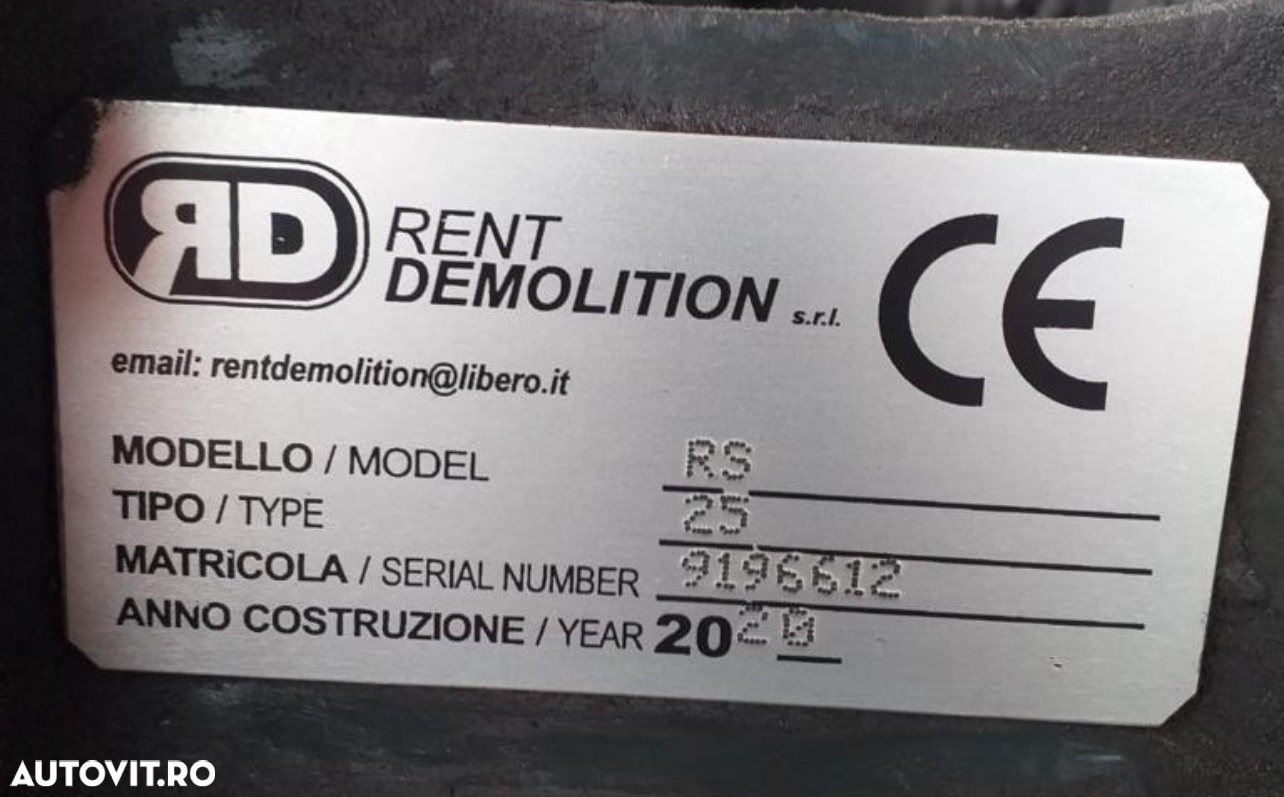 RD RENT
DEMOLITION s.r.l.
CE
email: rentdemolition@libero.it
MODELLO / MODEL RS
TIPO / TYPE 25
MATRiCOLA / SERIAL NUMBER 9196612
ANNO COSTRUZIONE / YEAR 2020
AUTOVIT.RO